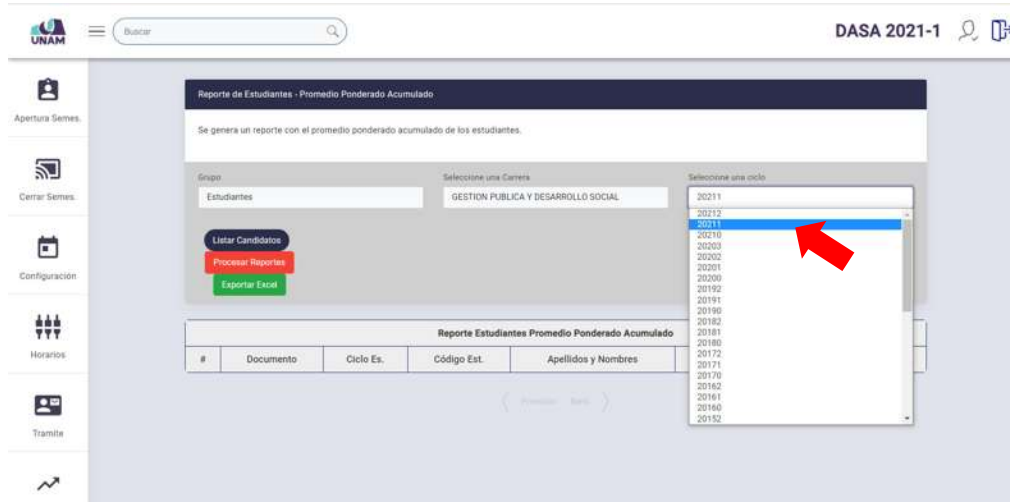 UNAM
Buscar
DASA 2021-1
Apertura Semes.
Cerrar Semes.
Configuración
Horarios
Tramite
Reporte de Estudiantes - Promedio Ponderado Acumulado
Se genera un reporte con el promedio ponderado acumulado de los estudiantes.
Grupo
Seleccione una Carrera
Seleccione una ciclo
Estudiantes
GESTION PUBLICA Y DESARROLLO SOCIAL
20211
Listar Candidatos
Procesar Reportes
Exportar Excel
20212
20211
20210
20203
20202
20201
20200
20192
20191
20190
20182
20181
20180
20172
20171
20170
20162
20161
20160
20152
Reporte Estudiantes Promedio Ponderado Acumulado
# Documento Ciclo Es. Código Est. Apellidos y Nombres